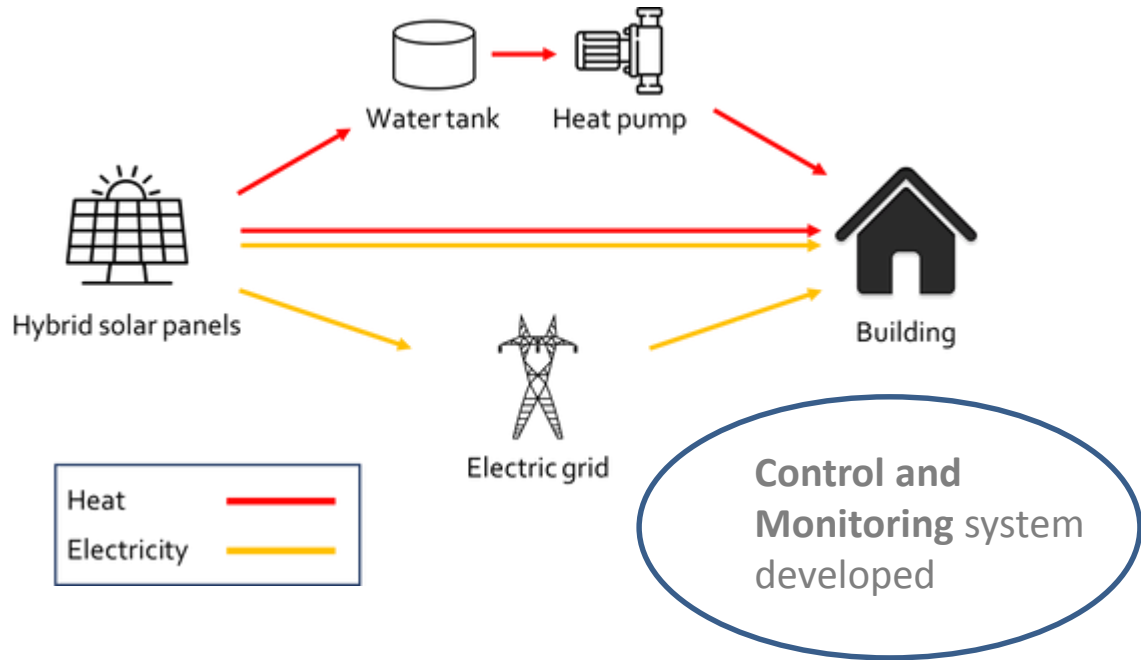 Water tank
Heat pump
Hybrid solar panels
Building
Electric grid
Heat
Electricity
Control and
Monitoring system
developed